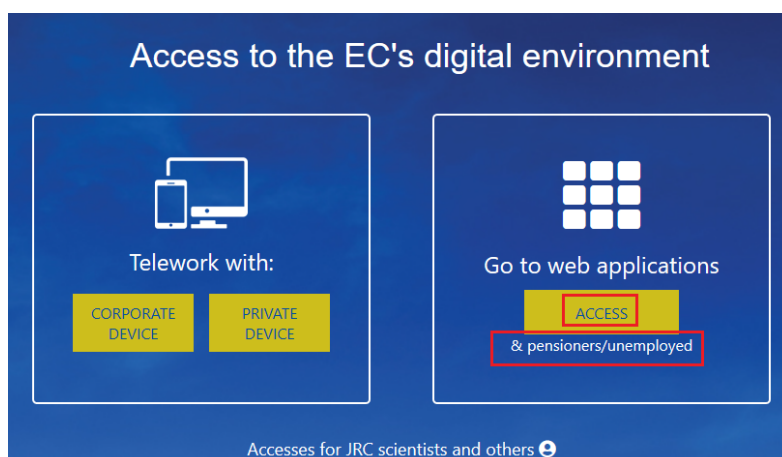 Access to the EC's digital environment
Telework with:
CORPORATE
DEVICE
PRIVATE
DEVICE
Go to web applications
ACCESS
& pensioners/unemployed
Accesses for JRC scientists and others